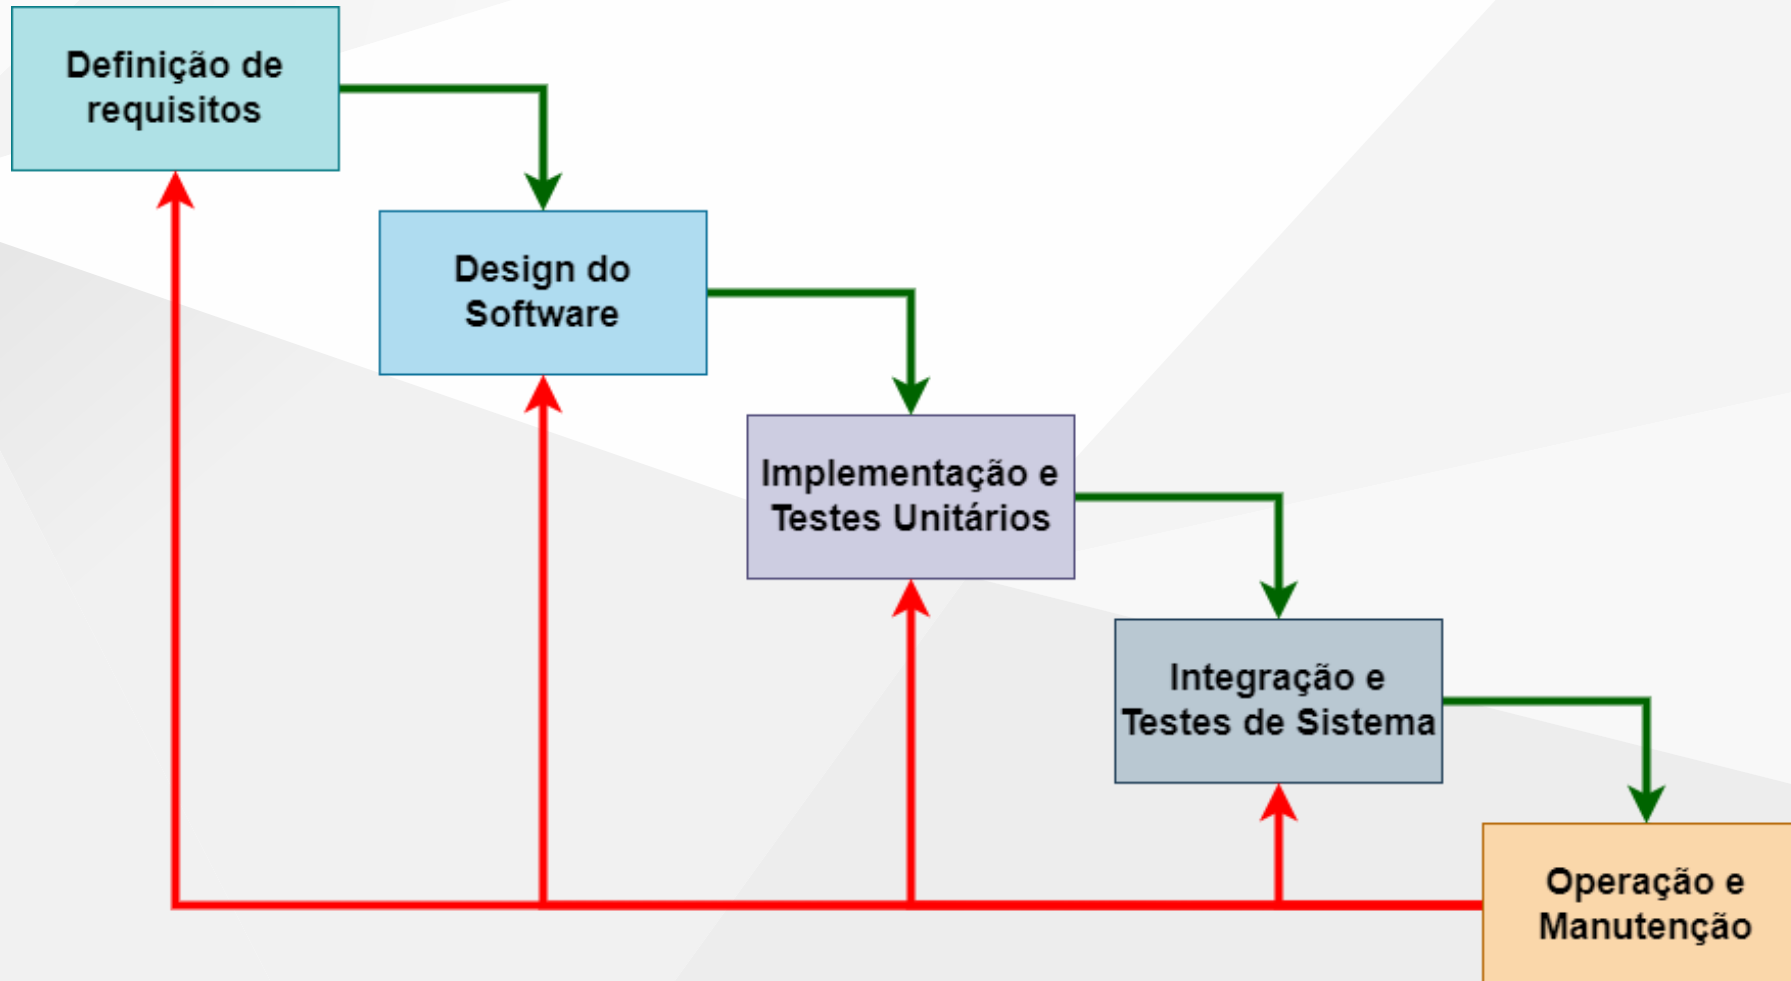 Definição de
requisitos
Design do
Software
Implementação e
Testes Unitários
Integração e
Testes de Sistema
Operação e
Manutenção